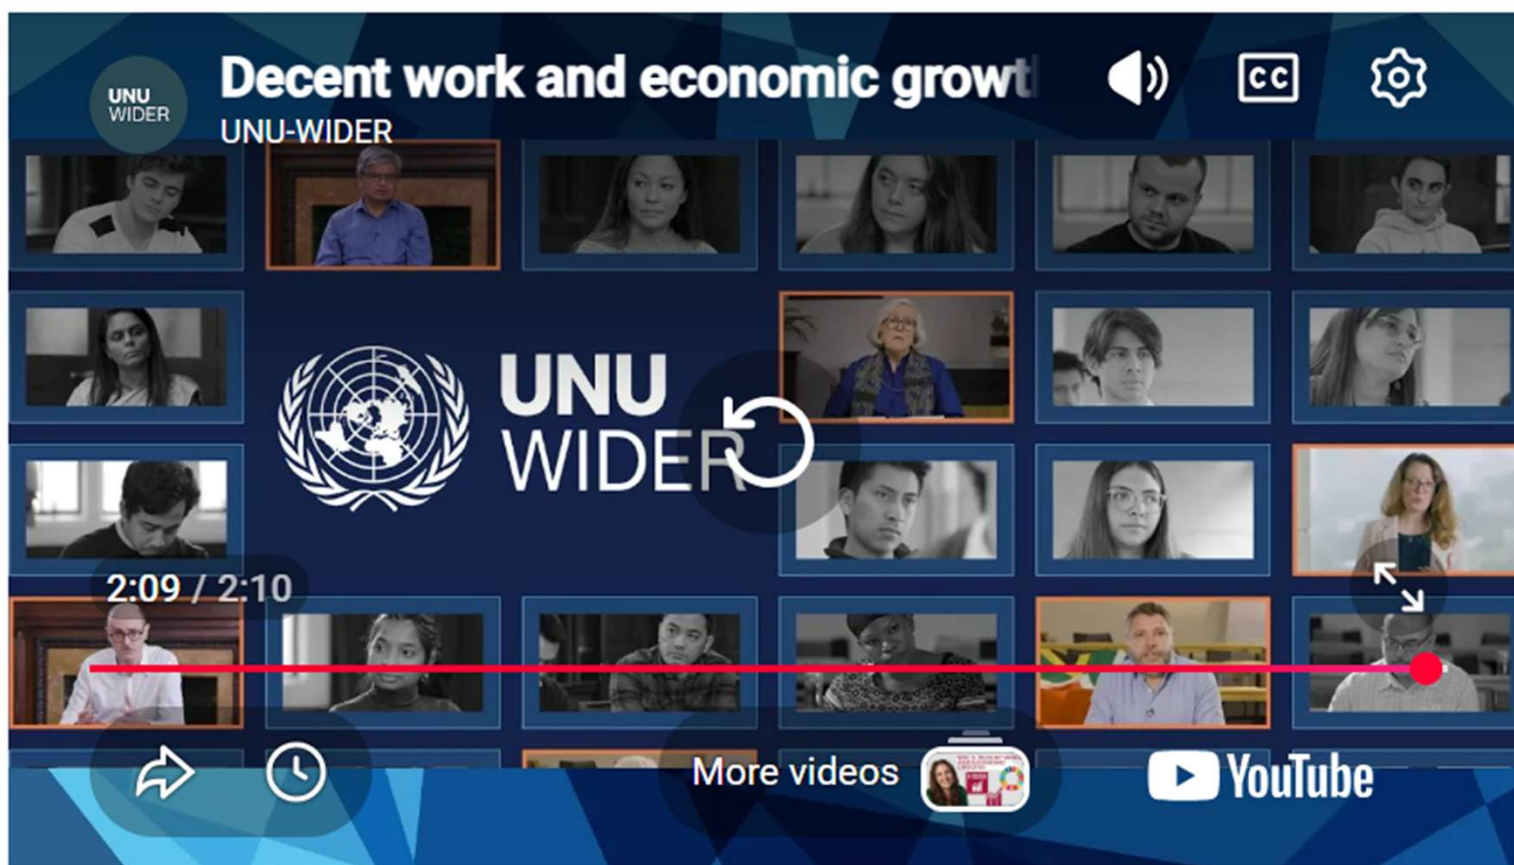 UNU
WIDER
Decent work and economic growt
UNU-WIDER
CC
UNU
WIDER
2:09 / 2:10
More videos
YouTube